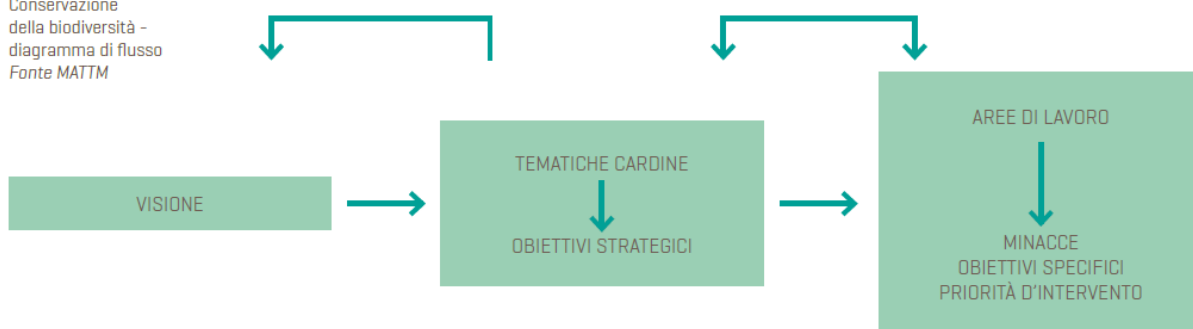 Conservazione
della biodiversità -
diagramma di flusso
Fonte MATTM
VISIONE
TEMATICHE CARDINE
OBIETTIVI STRATEGICI
AREE DI LAVORO
MINACCE
OBIETTIVI SPECIFICI
PRIORITÀ D'INTERVENTO